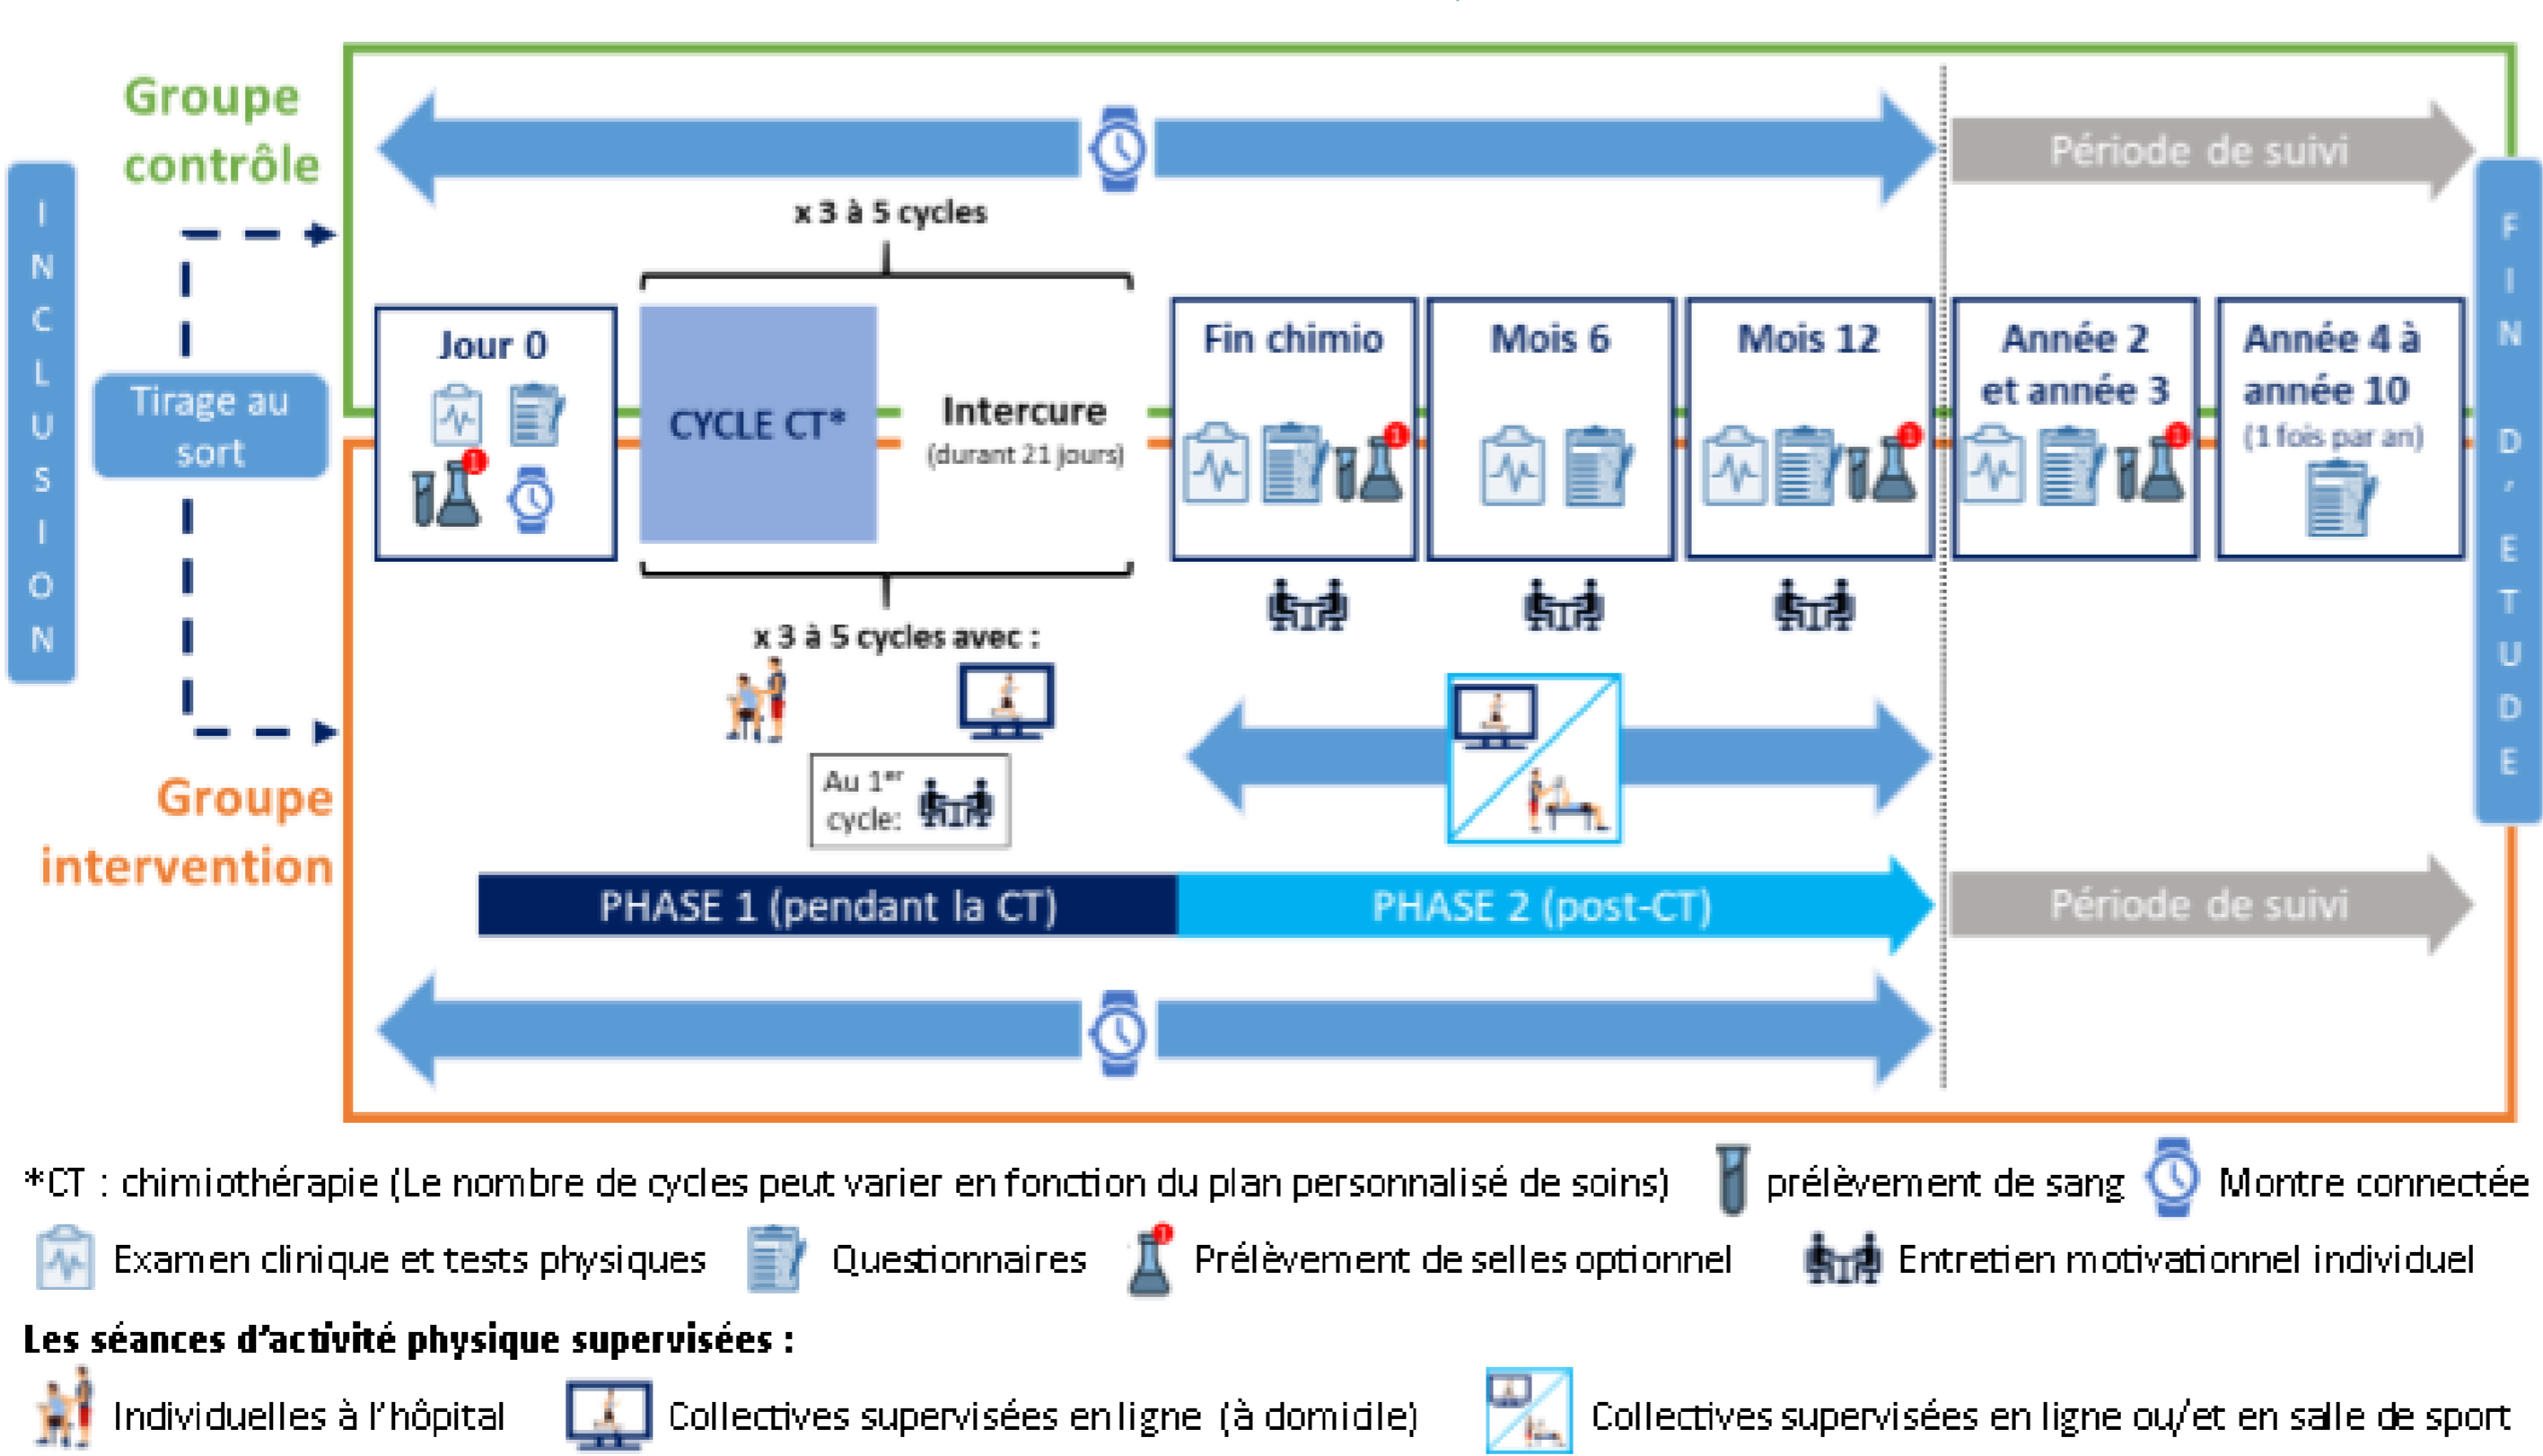 Groupe
contrôle
Période de suivi
x 3 à 5 cycles
INCLUSION
Tirage au
sort
Jour 0
CYCLE CT*
Intercure
(durant 21 jours)
Fin chimio
Mois 6
Mois 12
Année 2
et année 3
Année 4 à
année 10
(1 fois par an)
FIN D'ETUDE
x 3 à 5 cycles avec :
Au 1er
cycle:
Groupe
intervention
PHASE 1 (pendant la CT)
PHASE 2 (post-CT)
Période de suivi
*CT : chimiothérapie (Le nombre de cycles peut varier en fonction du plan personnalisé de soins)
prélèvement de sang
Montre connectée
Examen clinique et tests physiques
Questionnaires
Prélèvement de selles optionnel
Entretien motivationnel individuel
Les séances d'activité physique supervisées :
Individuelles à l'hôpital
Collectives supervisées en ligne (à domicile)
Collectives supervisées en ligne ou/et en salle de sport